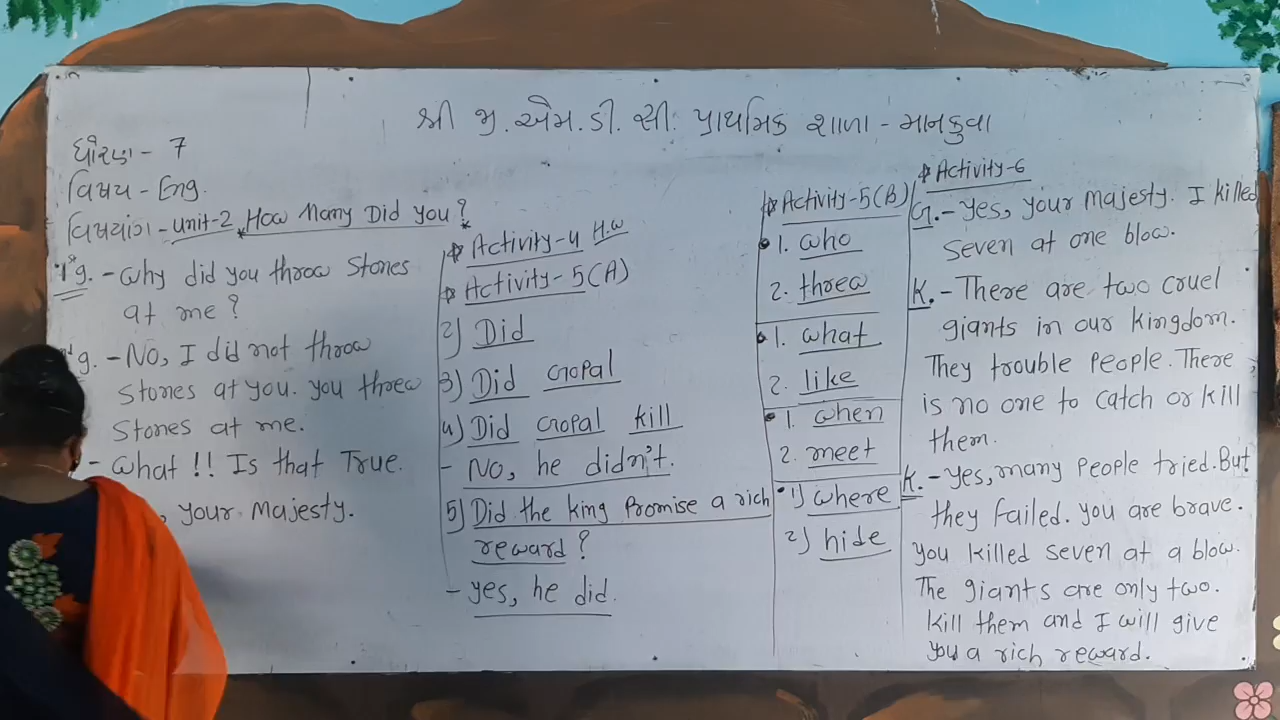 શ્રી જી. એમ. ડી. સી. પ્રાથમિક શાળા - માનકુવા
ધોરણ - 7
વિષય - Eng.
વિષયાંગ - unit-2 *How Many Did you?*
g. - Why did you throw Stones
at me?
g. - No, I did not throw
Stones at you. you threw
Stones at me.
- What !! Is that True.
, your Majesty.
* Activity-4 H.W
* Activity-5(A)
2) Did
3) Did Gopal
4) Did Gopal kill
- No, he didn't.
5) Did the king Promise a rich
reward?
- yes, he did.
* Activity-5(B)
• 1. who
2. threw
• 1. what
2. like
• 1. when
2. meet
• 1) where
2) hide
* Activity-6
G. - Yes, your majesty. I killed
seven at one blow.
K. - There are two cruel
giants in our kingdom.
They trouble people. There
is no one to catch or kill
them.
K. - Yes, many people tried. But
they failed. you are brave.
you killed seven at a blow.
The giants are only two.
kill them and I will give
you a rich reward.